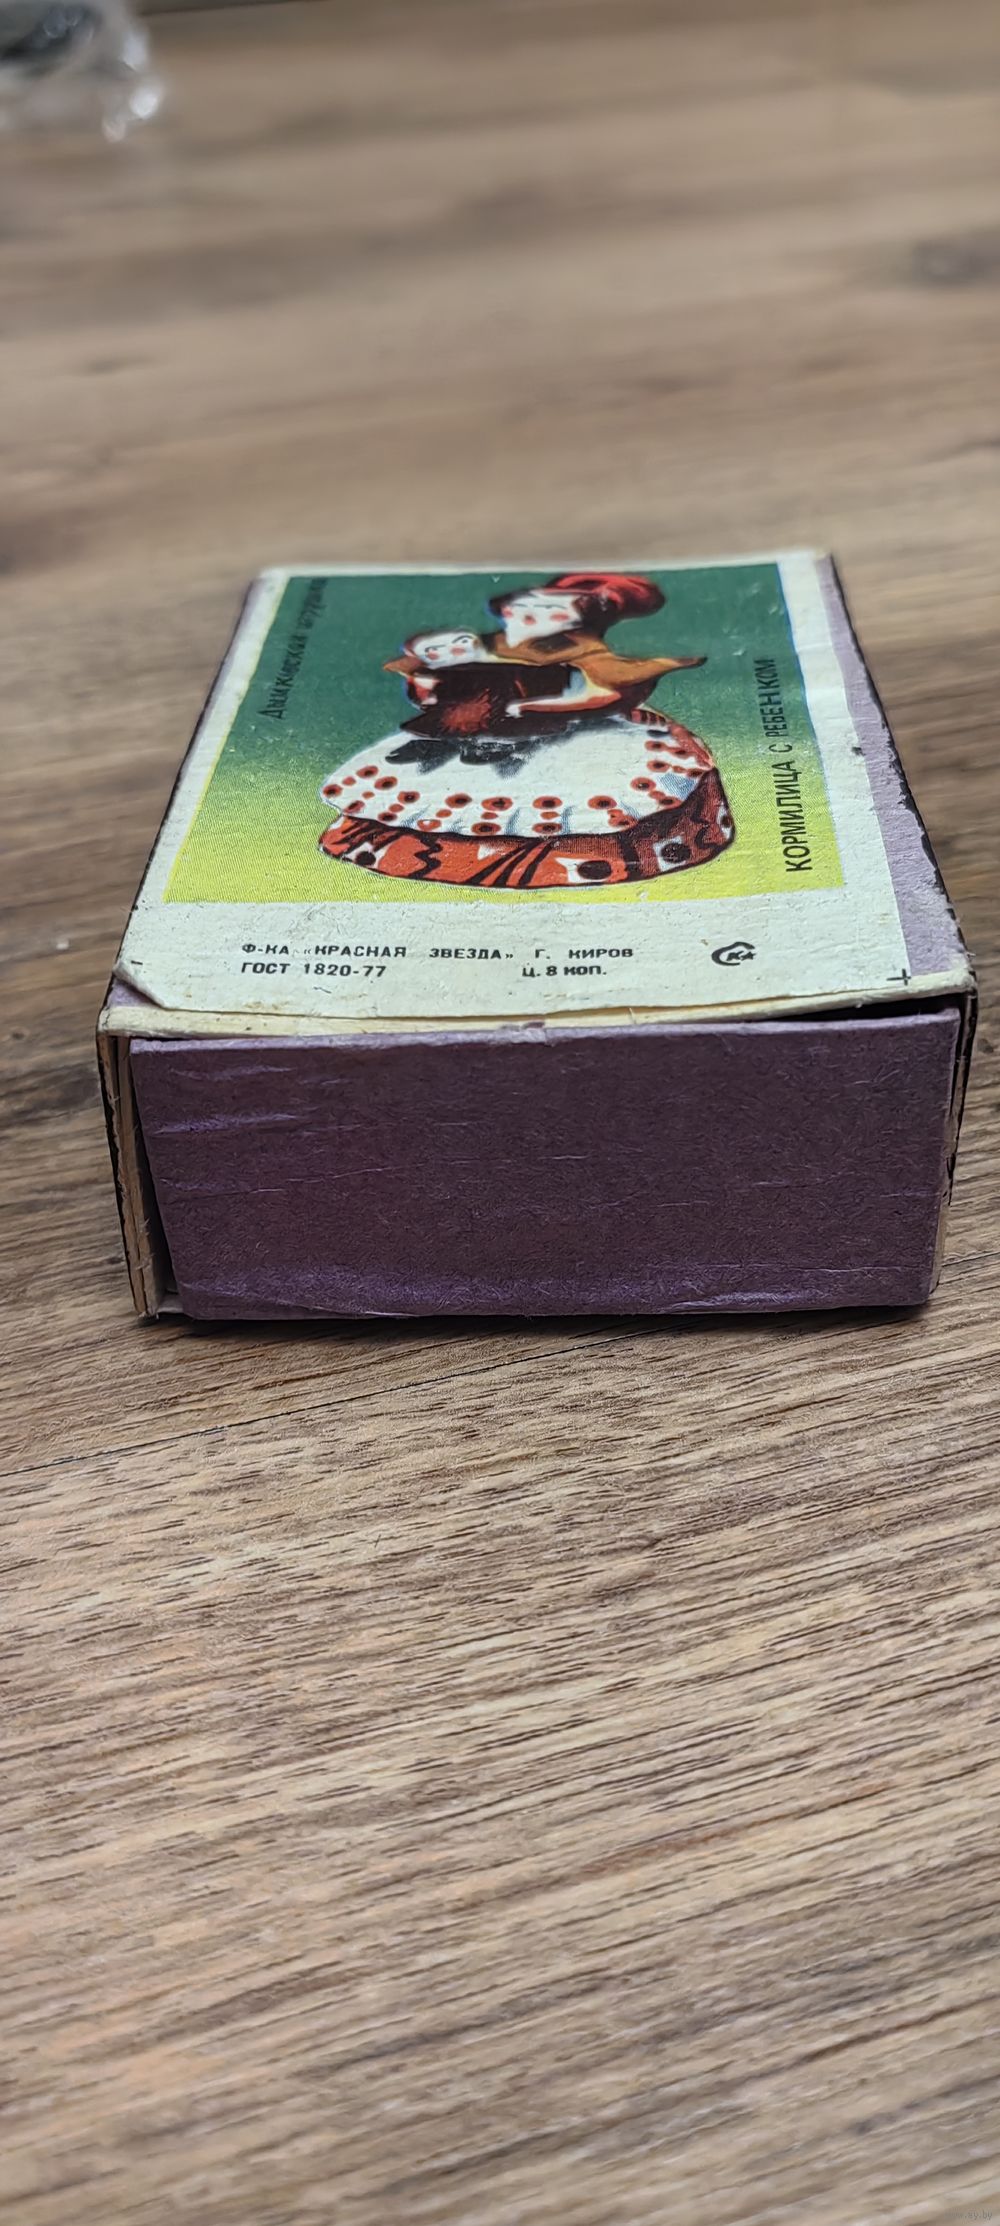 Дымковская игрушка
КОРМИЛИЦА С РЕБЕНКОМ
Ф-КА «КРАСНАЯ ЗВЕЗДА» Г. КИРОВ
ГОСТ 1820-77 Ц. 8 КОП.